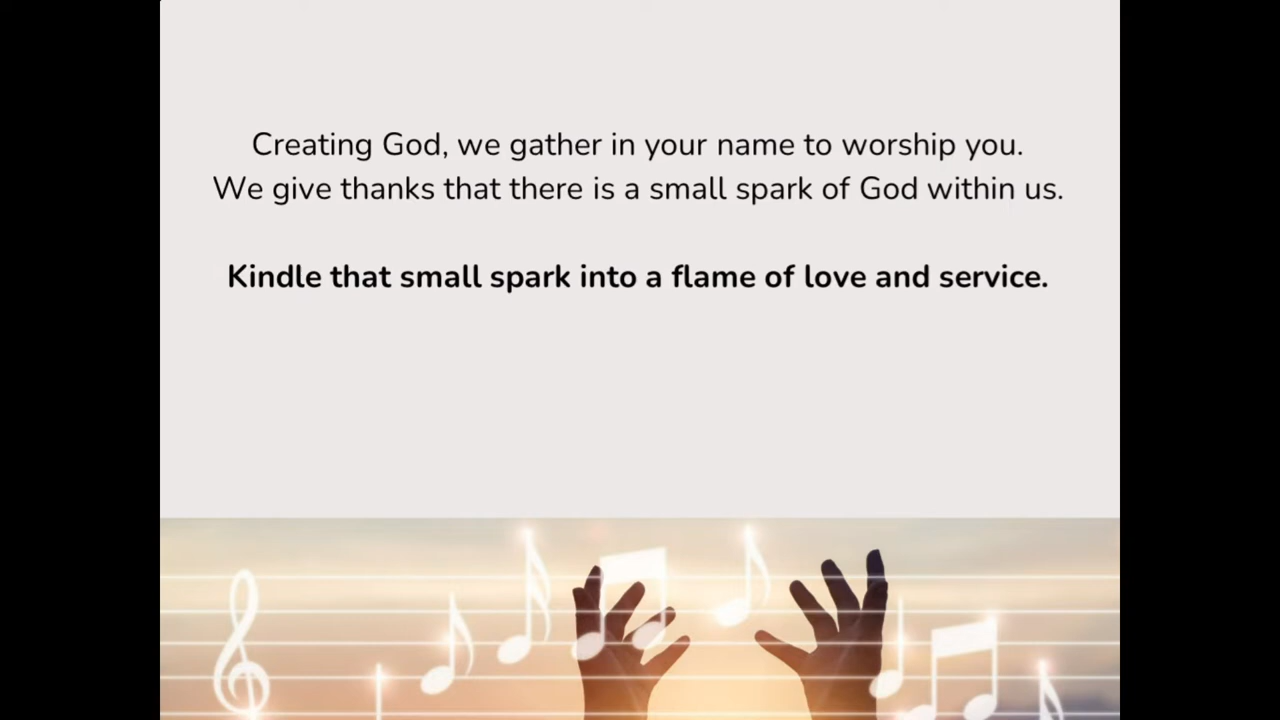 Creating God, we gather in your name to worship you.
We give thanks that there is a small spark of God within us.
Kindle that small spark into a flame of love and service.